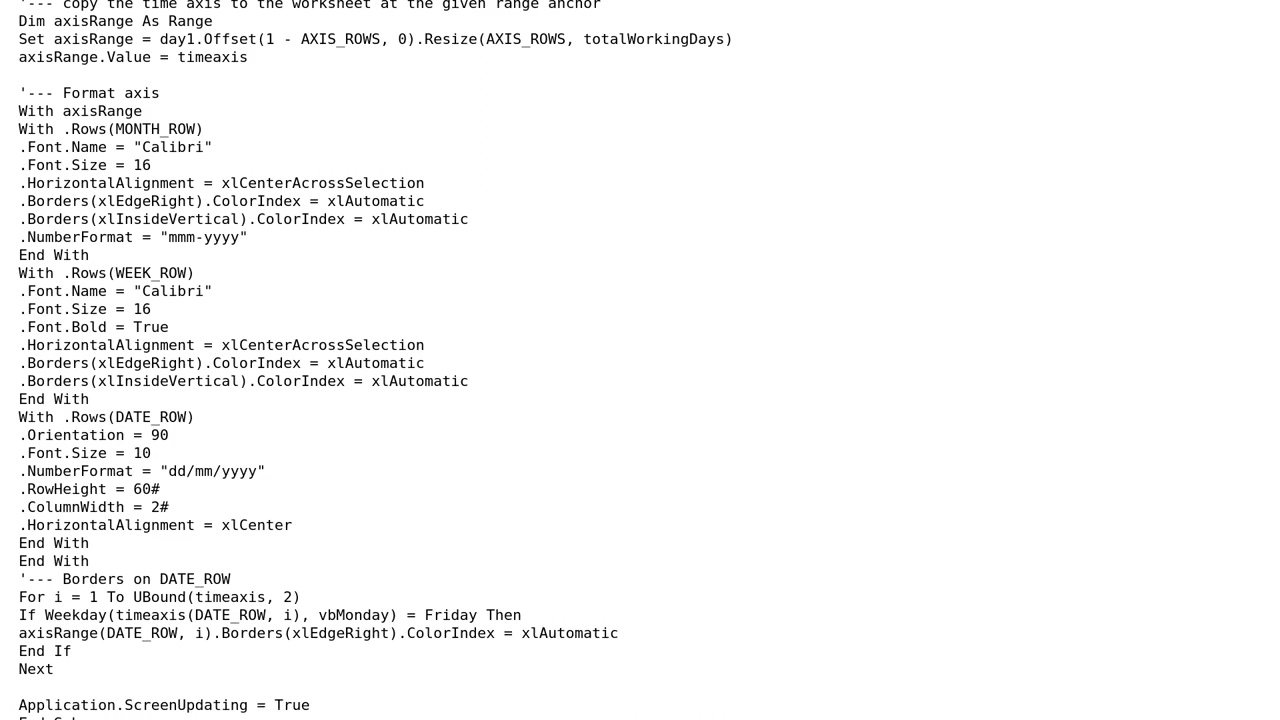 '--- copy the time axis to the worksheet at the given range anchor
Dim axisRange As Range
Set axisRange = day1.Offset(1 - AXIS_ROWS, 0).Resize(AXIS_ROWS, totalWorkingDays)
axisRange.Value = timeaxis

'--- Format axis
With axisRange
With .Rows(MONTH_ROW)
.Font.Name = "Calibri"
.Font.Size = 16
.HorizontalAlignment = xlCenterAcrossSelection
.Borders(xlEdgeRight).ColorIndex = xlAutomatic
.Borders(xlInsideVertical).ColorIndex = xlAutomatic
.NumberFormat = "mmm-yyyy"
End With
With .Rows(WEEK_ROW)
.Font.Name = "Calibri"
.Font.Size = 16
.Font.Bold = True
.HorizontalAlignment = xlCenterAcrossSelection
.Borders(xlEdgeRight).ColorIndex = xlAutomatic
.Borders(xlInsideVertical).ColorIndex = xlAutomatic
End With
With .Rows(DATE_ROW)
.Orientation = 90
.Font.Size = 10
.NumberFormat = "dd/mm/yyyy"
.RowHeight = 60#
.ColumnWidth = 2#
.HorizontalAlignment = xlCenter
End With
End With
'--- Borders on DATE_ROW
For i = 1 To UBound(timeaxis, 2)
If Weekday(timeaxis(DATE_ROW, i), vbMonday) = Friday Then
axisRange(DATE_ROW, i).Borders(xlEdgeRight).ColorIndex = xlAutomatic
End If
Next

Application.ScreenUpdating = True